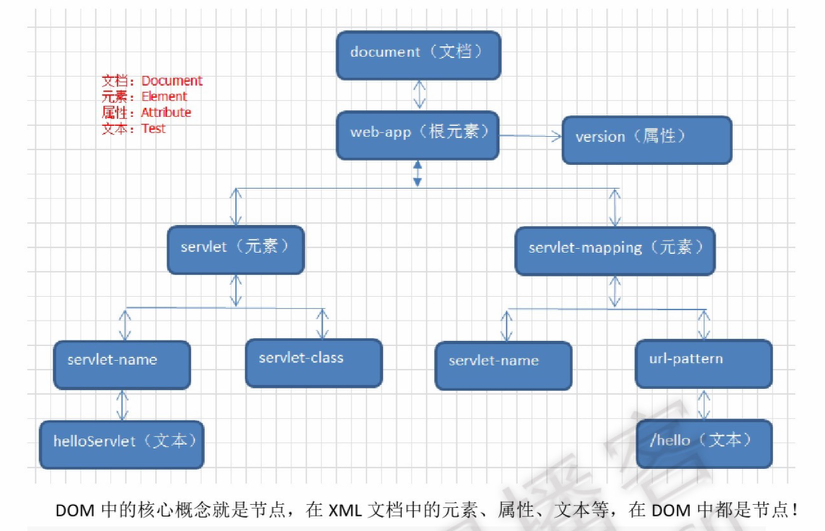 document（文档）
文档：Document
元素：Element
属性：Attribute
文本：Test
web-app（根元素）
version（属性）
servlet（元素）
servlet-mapping（元素）
servlet-name
servlet-class
servlet-name
url-pattern
helloServlet（文本）
/hello（文本）
DOM 中的核心概念就是节点，在 XML 文档中的元素、属性、文本等，在 DOM 中都是节点！
播客